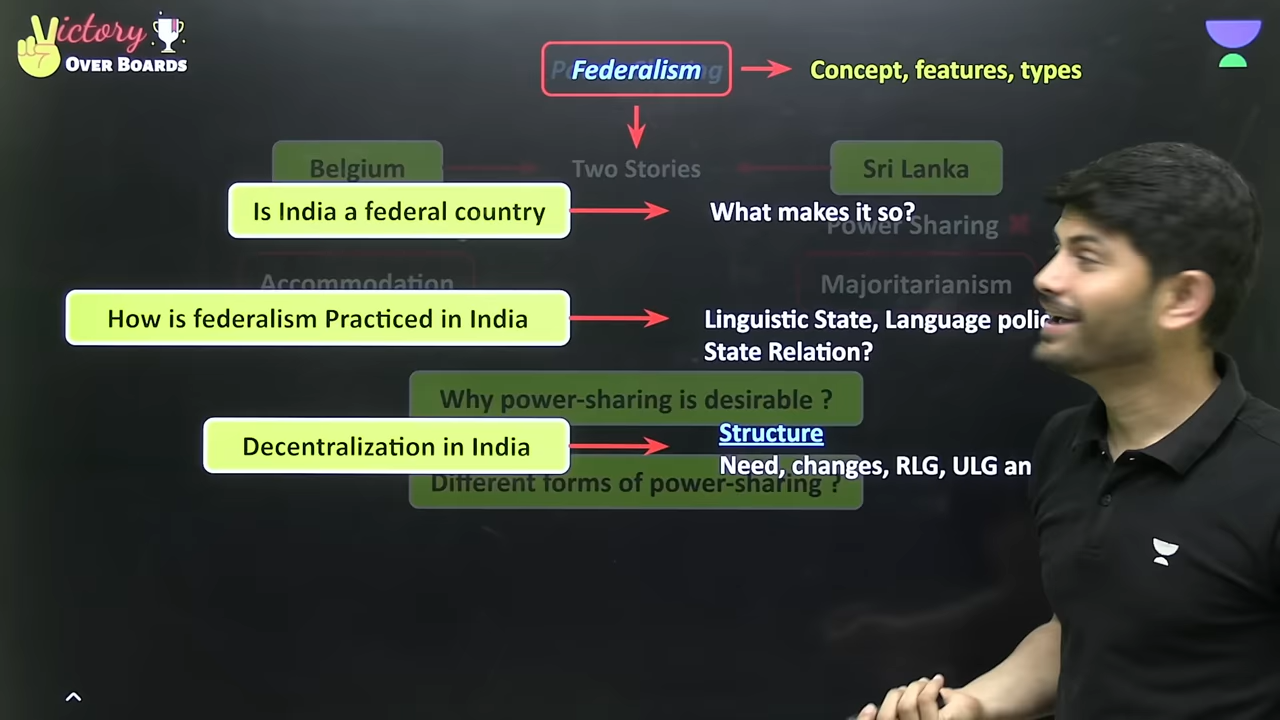 Victory
OVER BOARDS
Federalism
Concept, features, types
Belgium
Two Stories
Sri Lanka
Is India a federal country
What makes it so?
Power Sharing
Accommodation
Majoritarianism
How is federalism Practiced in India
Linguistic State, Language
State Relation?
Why power-sharing is desirable ?
Decentralization in India
Structure
Need, changes, RLG, ULG an
Different forms of power-sharing ?